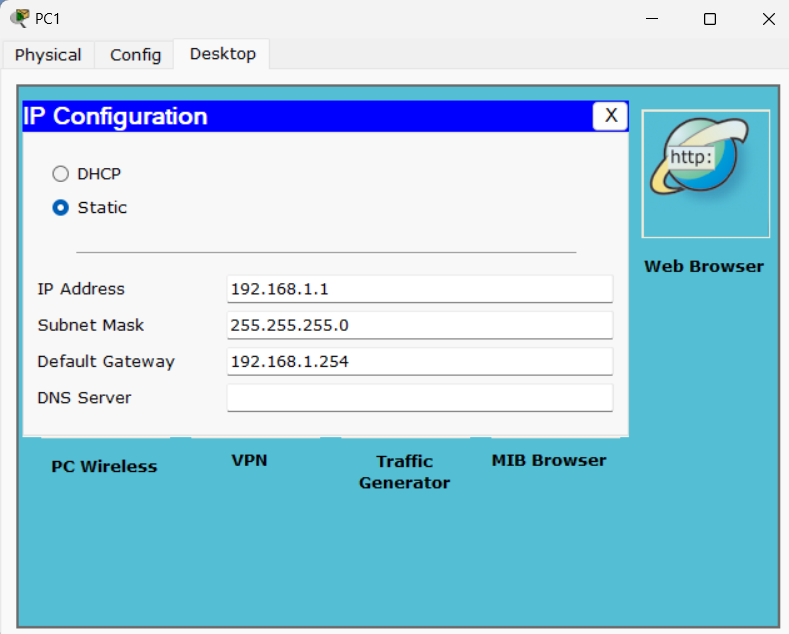 PC1
Physical Config Desktop
IP Configuration X
http:
DHCP
Static
Web Browser
IP Address 192.168.1.1
Subnet Mask 255.255.255.0
Default Gateway 192.168.1.254
DNS Server
PC Wireless VPN Traffic Generator MIB Browser